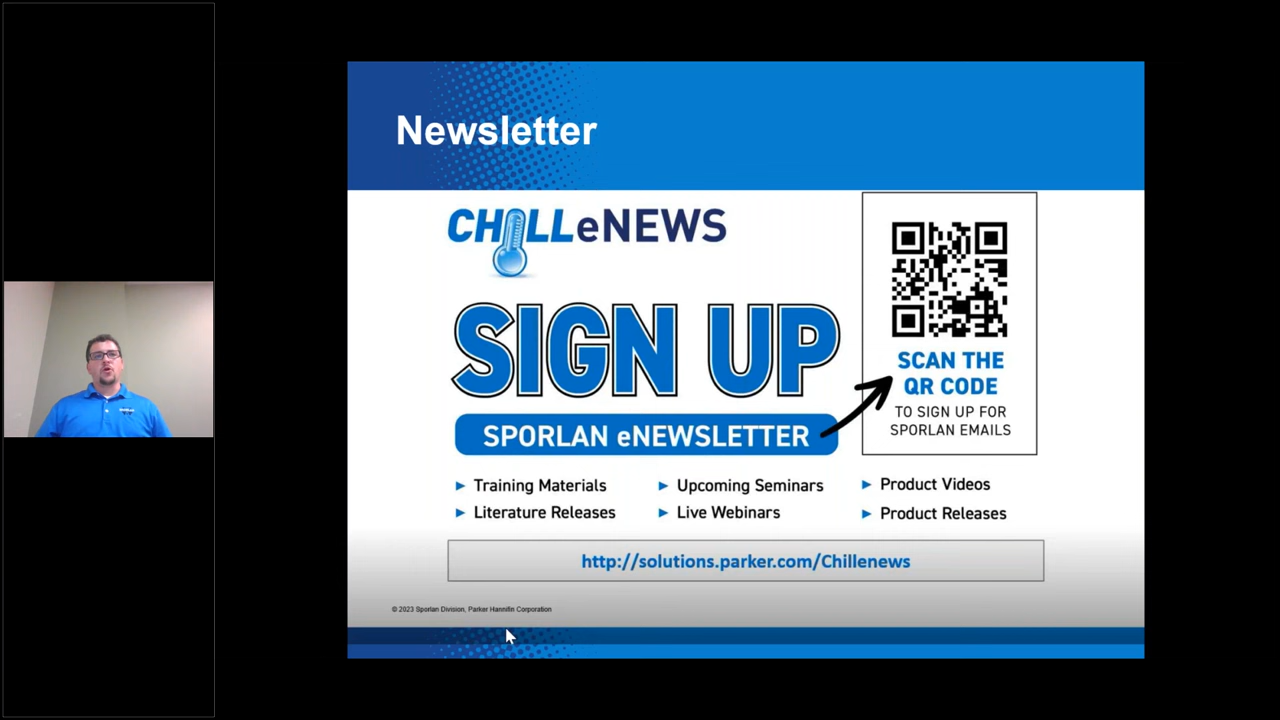 Newsletter
CHILL eNEWS
SIGN UP
SPORLAN eNEWSLETTER
SCAN THE
QR CODE
TO SIGN UP FOR
SPORLAN EMAILS
Training Materials
Upcoming Seminars
Product Videos
Literature Releases
Live Webinars
Product Releases
http://solutions.parker.com/Chillenews
© 2023 Sporlan Division, Parker Hannifin Corporation